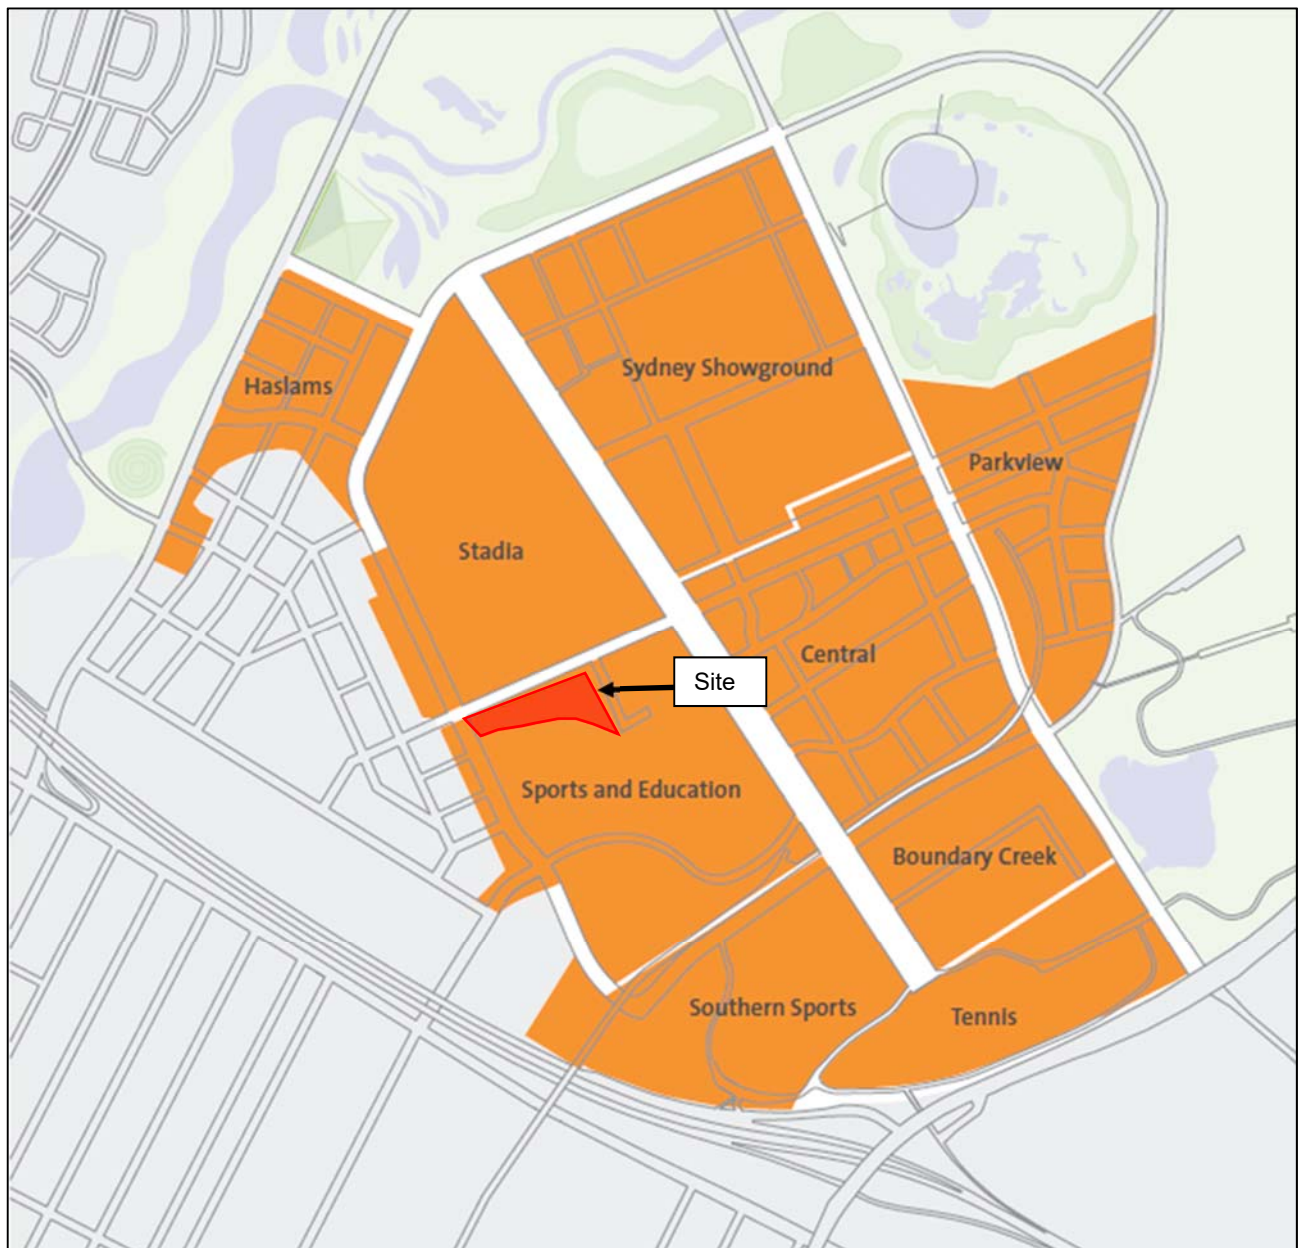 Sydney Showground
Haslams
Parkview
Stadia
Central
Site
Sports and Education
Boundary Creek
Southern Sports
Tennis